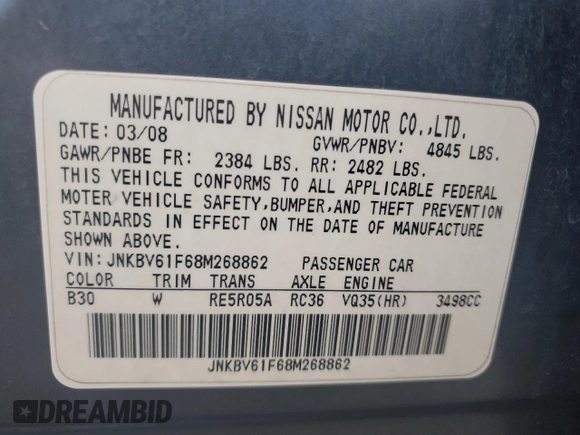 MANUFACTURED BY NISSAN MOTOR CO.,LTD.
DATE: 03/08 GVWR/PNBV: 4845 LBS.
GAWR/PNBE FR: 2384 LBS. RR: 2482 LBS.
THIS VEHICLE CONFORMS TO ALL APPLICABLE FEDERAL
MOTER VEHICLE SAFETY,BUMPER,AND THEFT PREVENTION
STANDARDS IN EFFECT ON THE DATE OF MANUFACTURE
SHOWN ABOVE.
VIN: JNKBV61F68M268862 PASSENGER CAR
COLOR TRIM TRANS AXLE ENGINE
B30 W RE5R05A RC36 VQ35(HR) 3498CC
JNKBV61F68M268862
DREAMBID